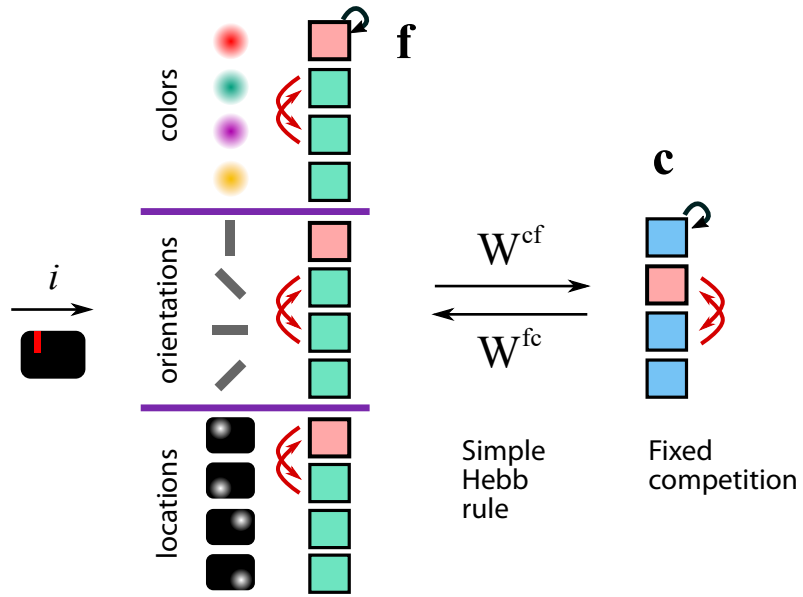 f
colors
c
i
orientations
W^cf
W^fc
locations
Simple
Hebb
rule
Fixed
competition